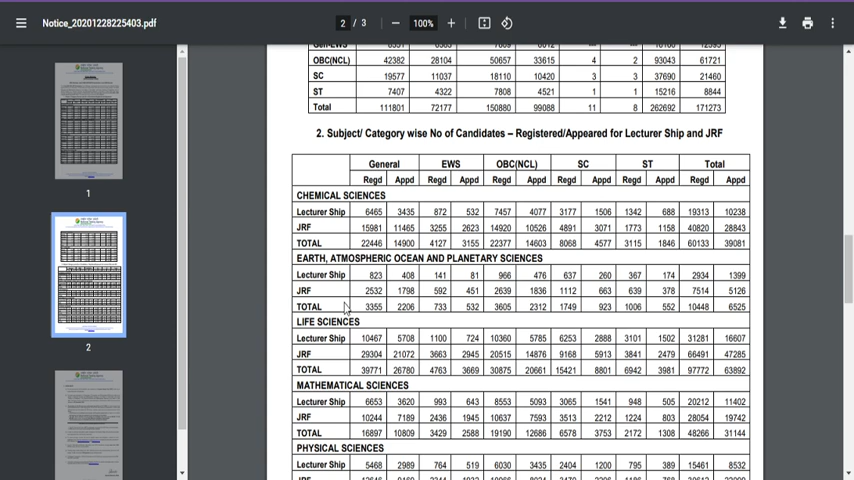 Notice_20201228225403.pdf
2 / 3
100%
1
2
OBC(NCL) 42382 28104 50657 33615 4 2 93043 61721
SC 19577 11037 18110 10420 3 3 37690 21460
ST 7407 4322 7808 4521 1 1 15216 8844
Total 111801 72177 150880 99088 11 8 262692 171273
2. Subject/ Category wise No of Candidates – Registered/Appeared for Lecturer Ship and JRF
General EWS OBC(NCL) SC ST Total
Regd Appd Regd Appd Regd Appd Regd Appd Regd Appd Regd Appd
CHEMICAL SCIENCES
Lecturer Ship 6465 3435 872 532 7457 4077 3177 1506 1342 688 19313 10238
JRF 15981 11465 3255 2623 14920 10526 4891 3071 1773 1158 40820 28843
TOTAL 22446 14900 4127 3155 22377 14603 8068 4577 3115 1846 60133 39081
EARTH, ATMOSPHERIC OCEAN AND PLANETARY SCIENCES
Lecturer Ship 823 408 141 81 966 476 637 260 367 174 2934 1399
JRF 2532 1798 592 451 2639 1836 1112 663 639 378 7514 5126
TOTAL 3355 2206 733 532 3605 2312 1749 923 1006 552 10448 6525
LIFE SCIENCES
Lecturer Ship 10467 5708 1100 724 10360 5785 6253 2888 3101 1502 31281 16607
JRF 29304 21072 3663 2945 20515 14876 9168 5913 3841 2479 66491 47285
TOTAL 39771 26780 4763 3669 30875 20661 15421 8801 6942 3981 97772 63892
MATHEMATICAL SCIENCES
Lecturer Ship 6653 3620 993 643 8553 5093 3065 1541 948 505 20212 11402
JRF 10244 7189 2436 1945 10637 7593 3513 2212 1224 803 28054 19742
TOTAL 16897 10809 3429 2588 19190 12686 6578 3753 2172 1308 48266 31144
PHYSICAL SCIENCES
Lecturer Ship 5468 2989 764 519 6030 3435 2404 1200 795 389 15461 8532